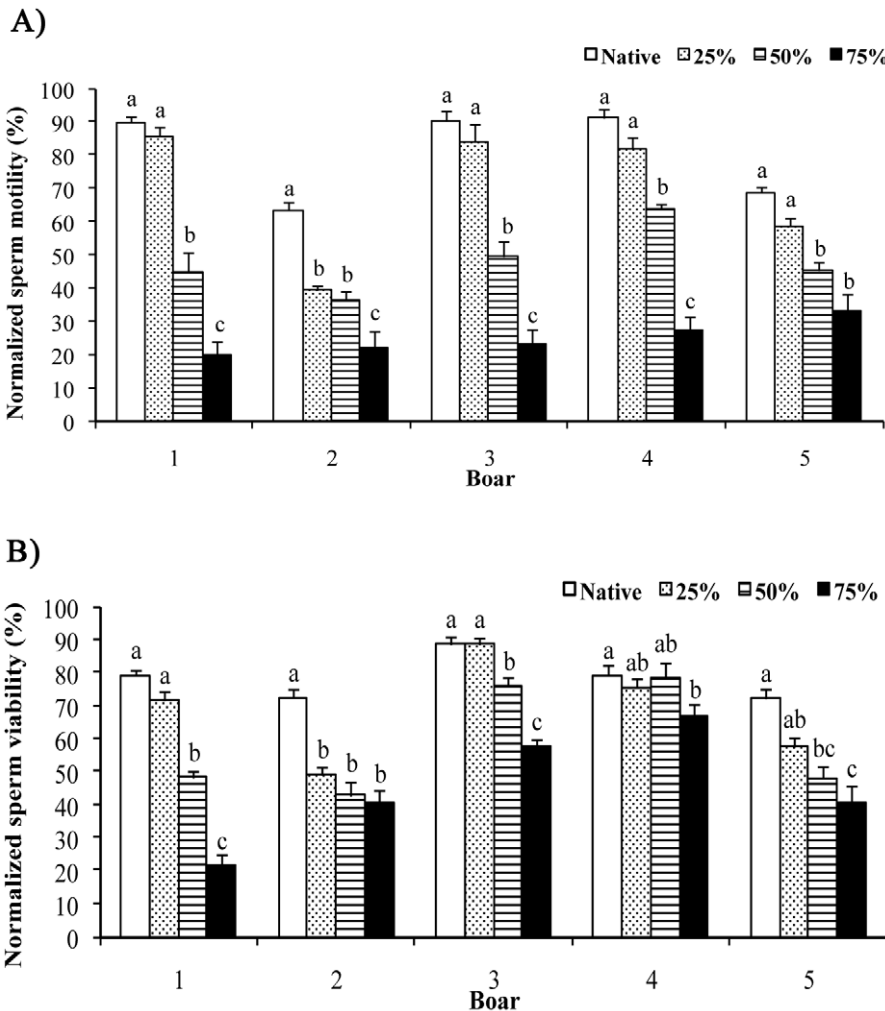 A)
Native 25% 50% 75%
Normalized sperm motility (%)
100
90
80
70
60
50
40
30
20
10
0
a a b c
a b b c
a a b c
a a b c
a a b b
1 2 3 4 5
Boar
B)
Native 25% 50% 75%
Normalized sperm viability (%)
100
90
80
70
60
50
40
30
20
10
0
a a b c
a b b b
a a b c
a ab ab b
a ab bc c
1 2 3 4 5
Boar